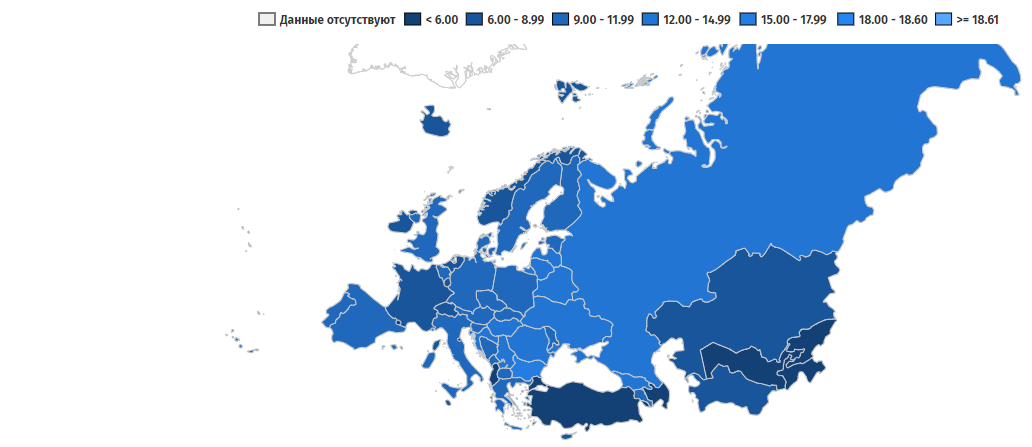 Данные отсутствуют < 6.00 6.00 - 8.99 9.00 - 11.99 12.00 - 14.99 15.00 - 17.99 18.00 - 18.60 >= 18.61